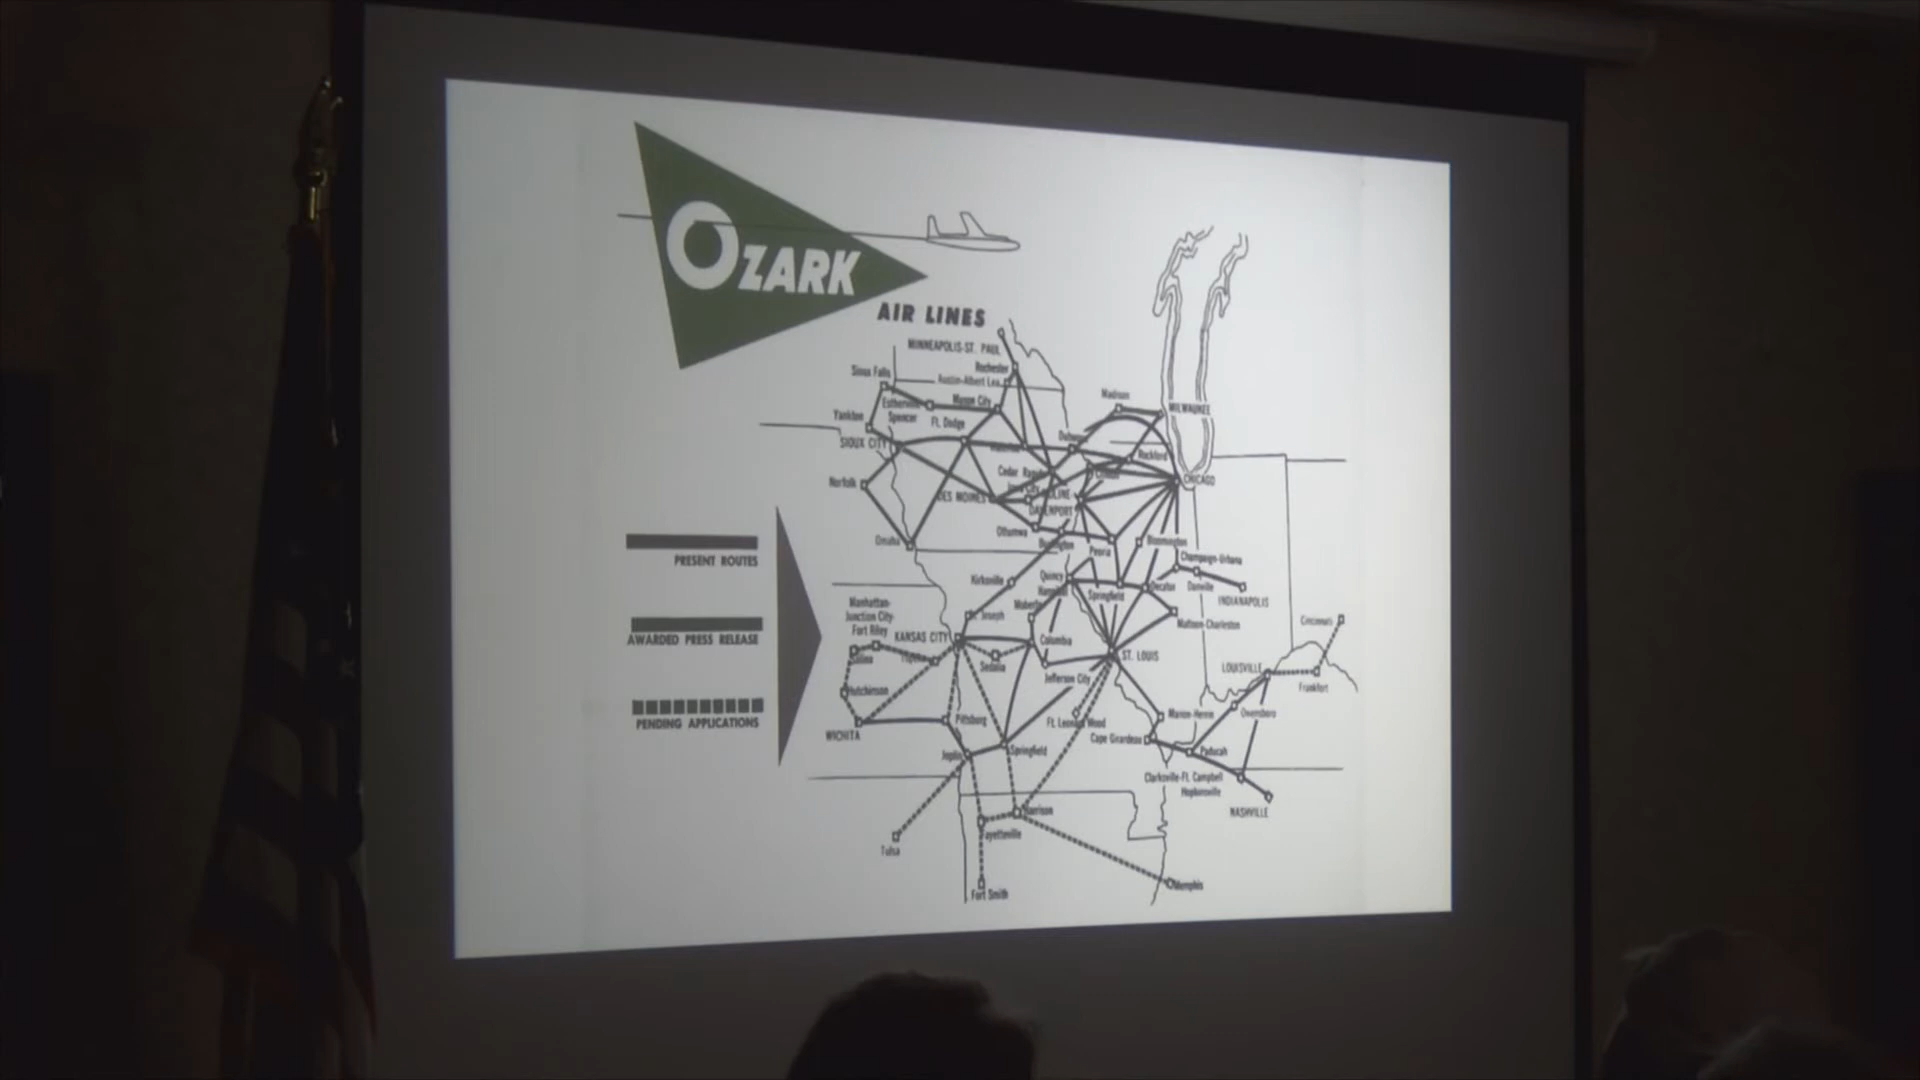 OZARK
AIR LINES
MINNEAPOLIS-ST. PAUL
Rochester
Sioux Falls
Austin-Albert Lea
Mason City
Estherville
Spencer
Madison
MILWAUKEE
Yankton
Ft. Dodge
SIOUX CITY
Rockford
Cedar Rapids
CHICAGO
Norfolk
DES MOINES
MOLINE
DAVENPORT
Ottumwa
Omaha
Burlington
Peoria
Bloomington
PRESENT ROUTES
Champaign-Urbana
Kirksville
Quincy
Hannibal
Springfield
Decatur
Danville
INDIANAPOLIS
Manhattan-
Junction City-
Fort Riley
St. Joseph
Moberly
Mattoon-Charleston
Cincinnati
AWARDED PRESS RELEASE
KANSAS CITY
Columbia
Salina
Topeka
Sedalia
ST. LOUIS
Jefferson City
LOUISVILLE
Frankfort
Hutchinson
PENDING APPLICATIONS
WICHITA
Pittsburg
Ft. Leonard Wood
Marion-Herrin
Owensboro
Cape Girardeau
Joplin
Springfield
Paducah
Clarksville-Ft. Campbell
Hopkinsville
NASHVILLE
Harrison
Fayetteville
Tulsa
Fort Smith
Memphis